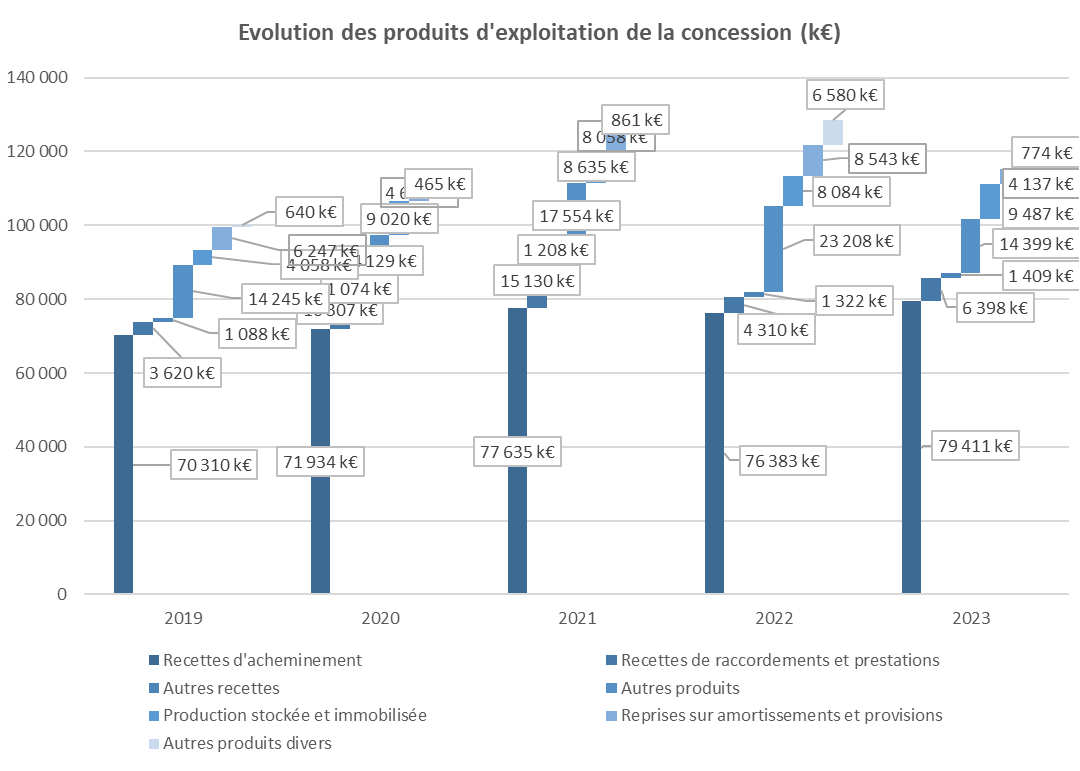 Evolution des produits d'exploitation de la concession (k€)
140 000
120 000
100 000
80 000
60 000
40 000
20 000
0
70 310 k€
3 620 k€
1 088 k€
14 245 k€
4 058 k€
6 247 k€
640 k€
71 934 k€
307 k€
1 074 k€
129 k€
9 020 k€
465 k€
77 635 k€
15 130 k€
1 208 k€
17 554 k€
8 635 k€
8 058 k€
861 k€
76 383 k€
4 310 k€
1 322 k€
23 208 k€
8 084 k€
8 543 k€
6 580 k€
79 411 k€
6 398 k€
1 409 k€
14 399 k€
9 487 k€
4 137 k€
774 k€
2019
2020
2021
2022
2023
Recettes d'acheminement
Recettes de raccordements et prestations
Autres recettes
Autres produits
Production stockée et immobilisée
Reprises sur amortissements et provisions
Autres produits divers